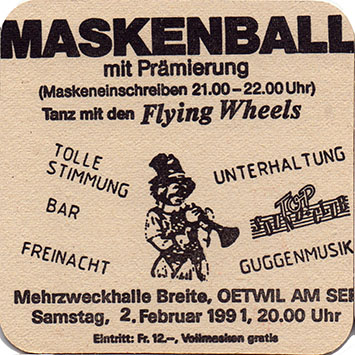 MASKENBALL
mit Prämierung
(Maskeneinschreiben 21.00–22.00 Uhr)
Tanz mit den Flying Wheels
TOLLE
STIMMUNG
BAR
FREINACHT
UNTERHALTUNG
TOP
GUGGENMUSIK
Mehrzweckhalle Breite, OETWIL AM SEE
Samstag, 2. Februar 1991, 20.00 Uhr
Eintritt: Fr. 12.–, Vollmasken gratis